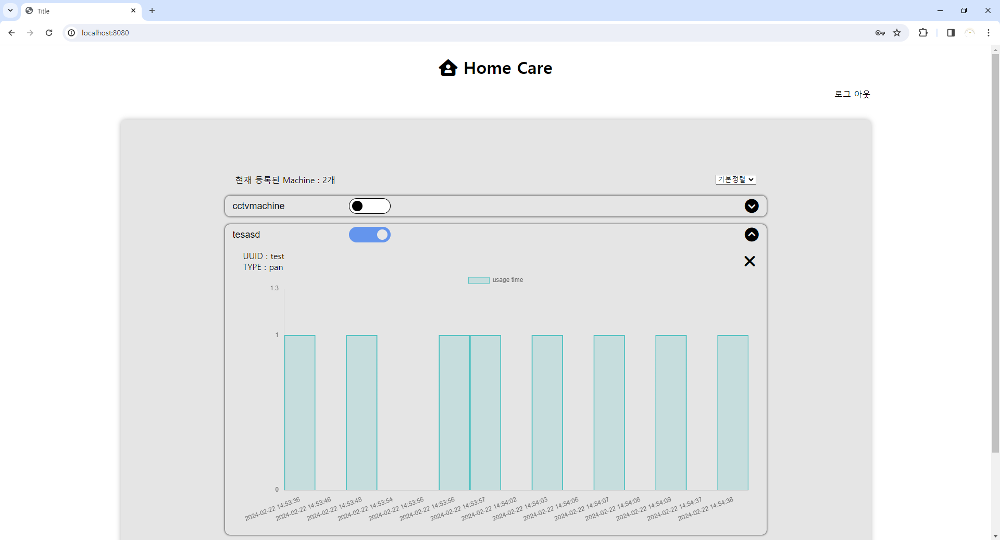 Title
localhost:8080
Home Care
로그 아웃
현재 등록된 Machine : 2개
기본정렬
cctvmachine
tesasd
UUID : test
TYPE : pan
usage time
1.3
1
0
2024-02-22 14:53:36
2024-02-22 14:53:46
2024-02-22 14:53:48
2024-02-22 14:53:54
2024-02-22 14:53:56
2024-02-22 14:53:56
2024-02-22 14:53:57
2024-02-22 14:54:02
2024-02-22 14:54:03
2024-02-22 14:54:06
2024-02-22 14:54:07
2024-02-22 14:54:08
2024-02-22 14:54:09
2024-02-22 14:54:37
2024-02-22 14:54:38